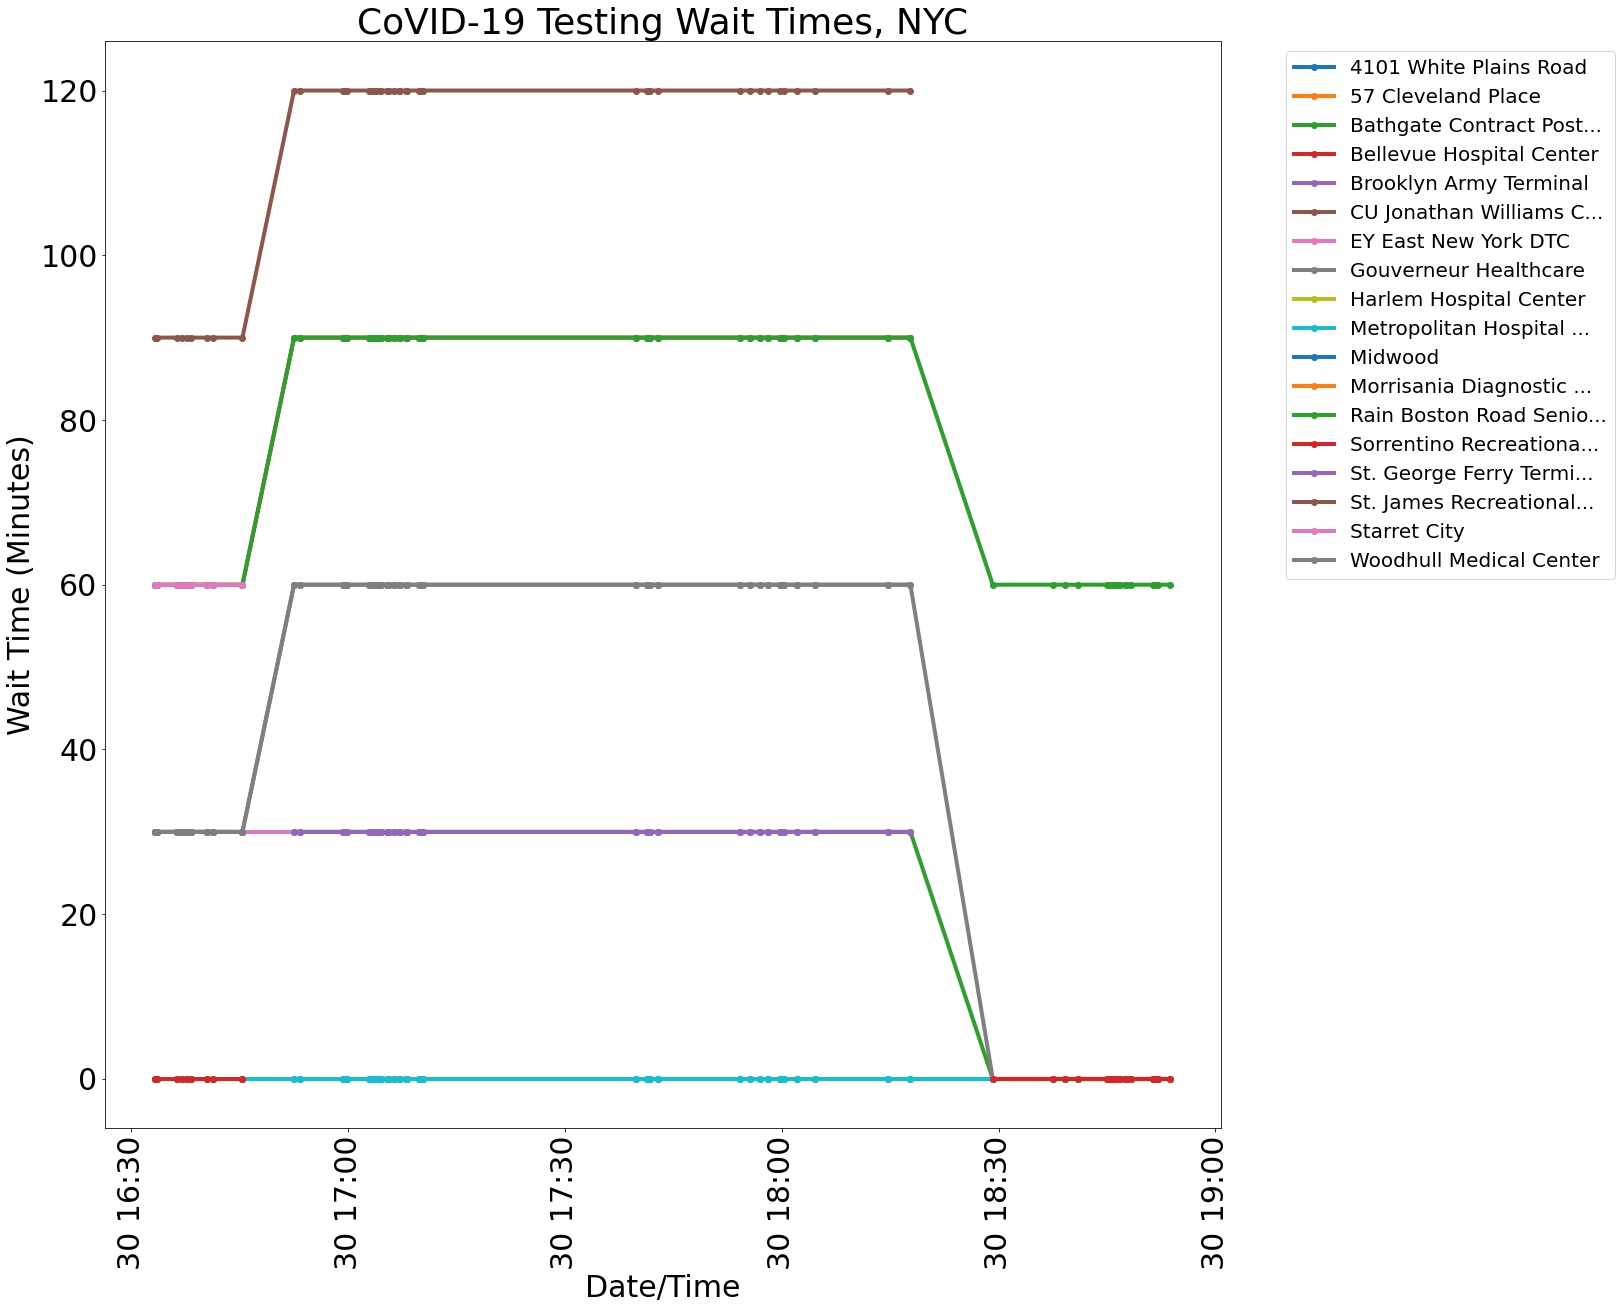 CoVID-19 Testing Wait Times, NYC
120
100
80
60
40
20
0
Wait Time (Minutes)
30 16:30
30 17:00
30 17:30
30 18:00
30 18:30
30 19:00
Date/Time
4101 White Plains Road
57 Cleveland Place
Bathgate Contract Post...
Bellevue Hospital Center
Brooklyn Army Terminal
CU Jonathan Williams C...
EY East New York DTC
Gouverneur Healthcare
Harlem Hospital Center
Metropolitan Hospital ...
Midwood
Morrisania Diagnostic ...
Rain Boston Road Senio...
Sorrentino Recreationa...
St. George Ferry Termi...
St. James Recreational...
Starret City
Woodhull Medical Center